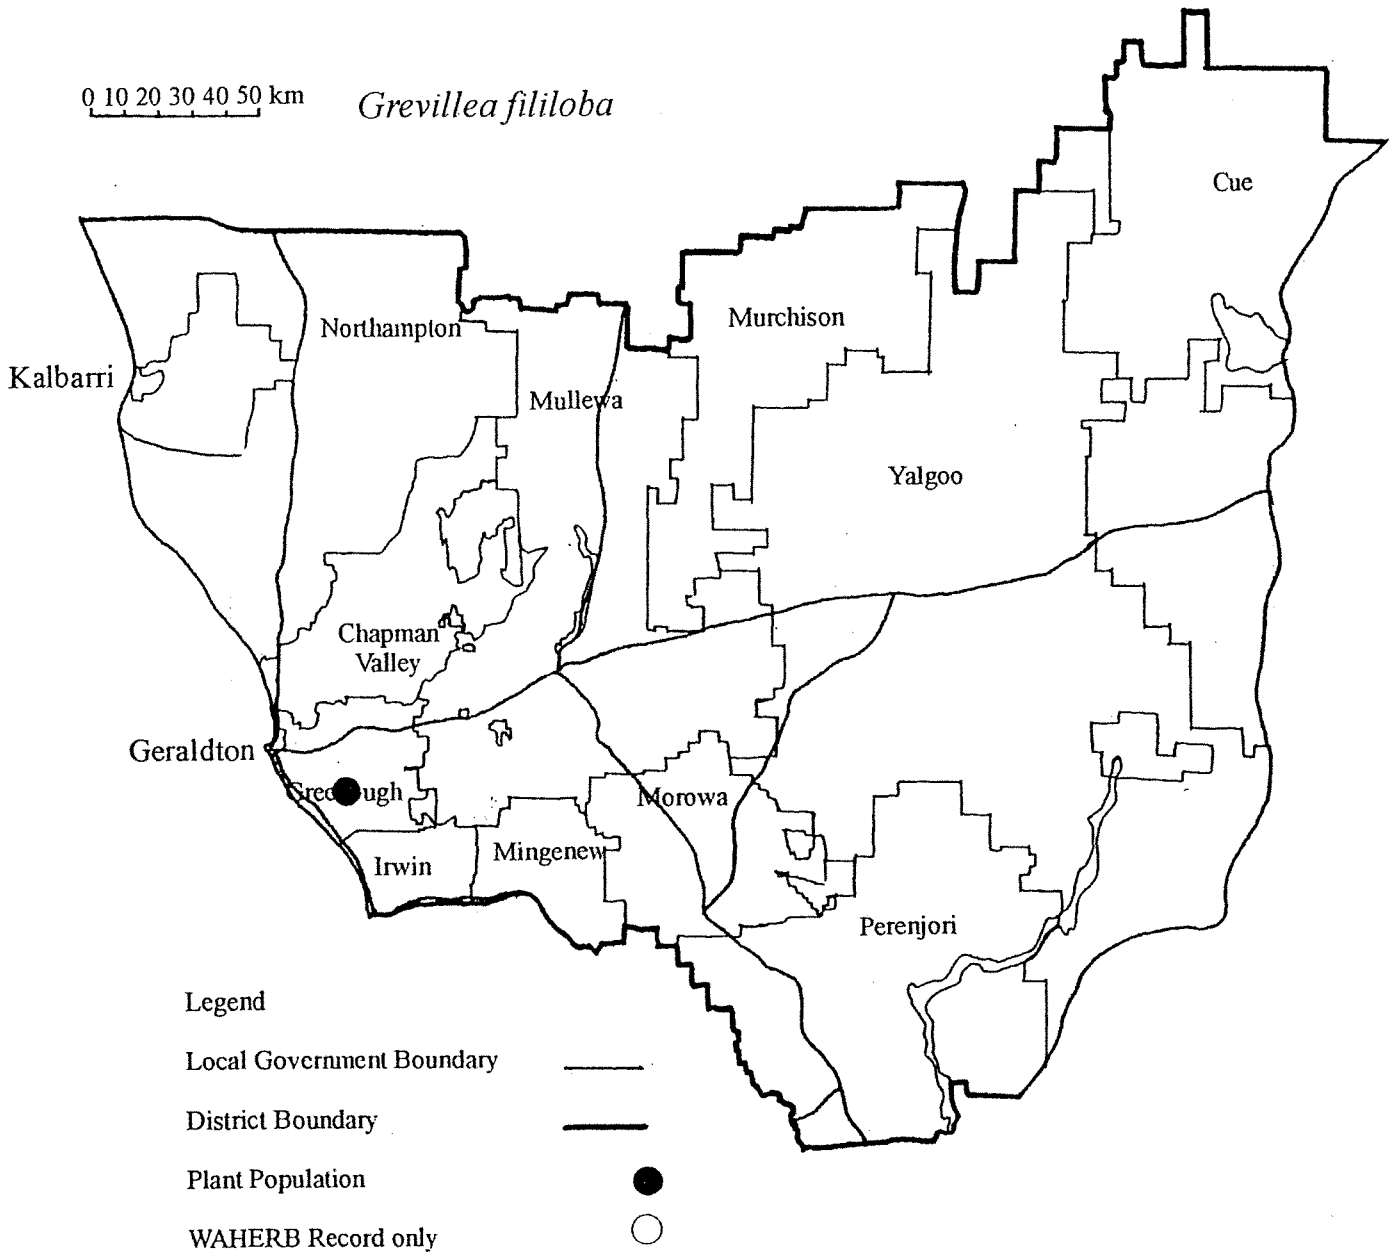 0 10 20 30 40 50 km
Grevillea fililoba
Cue
Northampton
Murchison
Kalbarri
Mullewa
Yalgoo
Chapman
Valley
Geraldton
Morowa
Irwin
Mingenew
Perenjori
Legend
Local Government Boundary
District Boundary
Plant Population
WAHERB Record only